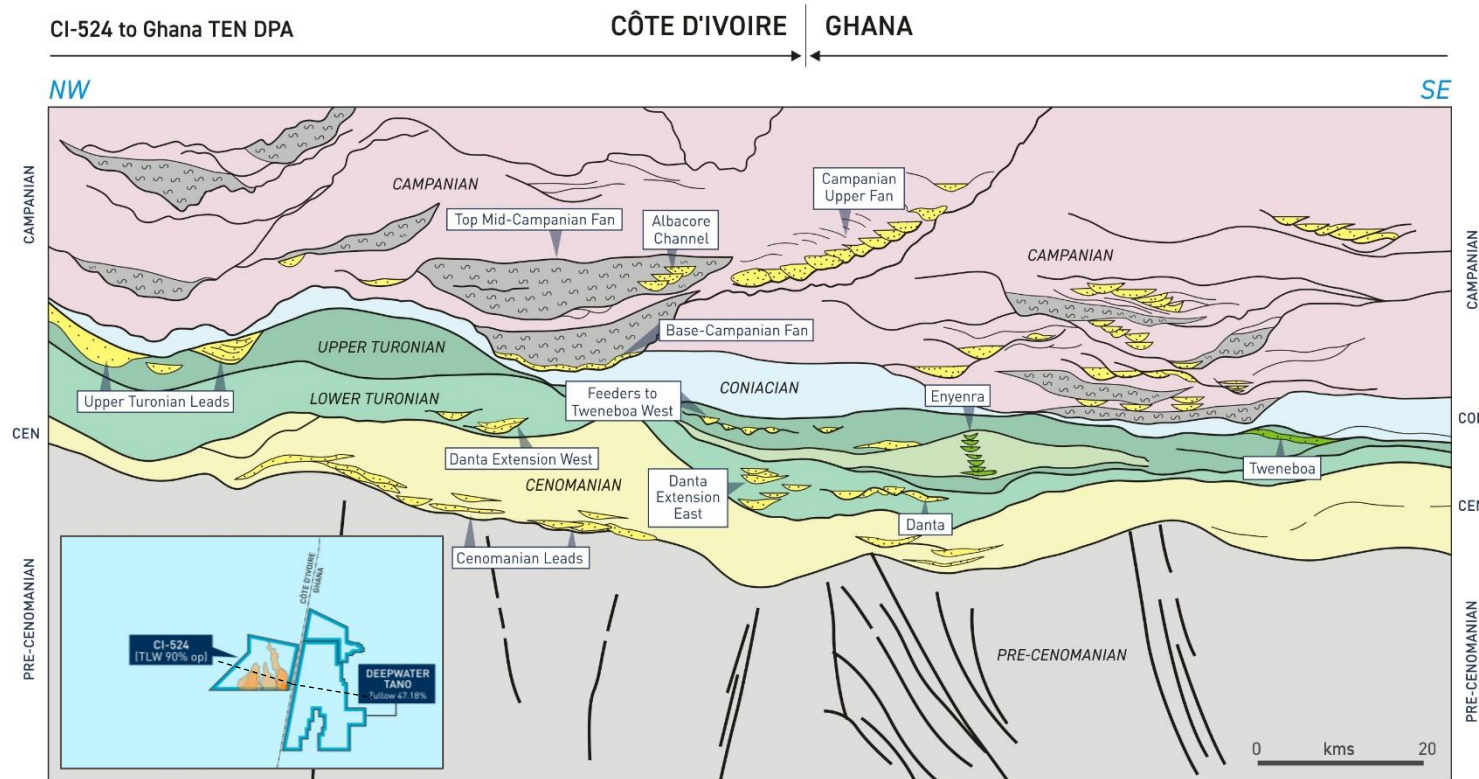 CI-524 to Ghana TEN DPA
CÔTE D'IVOIRE
GHANA
NW
SE
CAMPANIAN
CEN
PRE-CENOMANIAN
CAMPANIAN
Top Mid-Campanian Fan
Albacore
Channel
Campanian
Upper Fan
CAMPANIAN
Base-Campanian Fan
UPPER TURONIAN
Upper Turonian Leads
LOWER TURONIAN
Feeders to
Tweneboa West
CONIACIAN
Enyenra
Tweneboa
Danta Extension West
CENOMANIAN
Danta
Extension
East
Danta
Cenomanian Leads
PRE-CENOMANIAN
CÔTE D'IVOIRE
GHANA
CI-524
(TLW 90% op)
DEEPWATER
TANO
Tullow 47.18%
0 kms 20
CAMPANIAN
CEN
PRE-CENOMANIAN